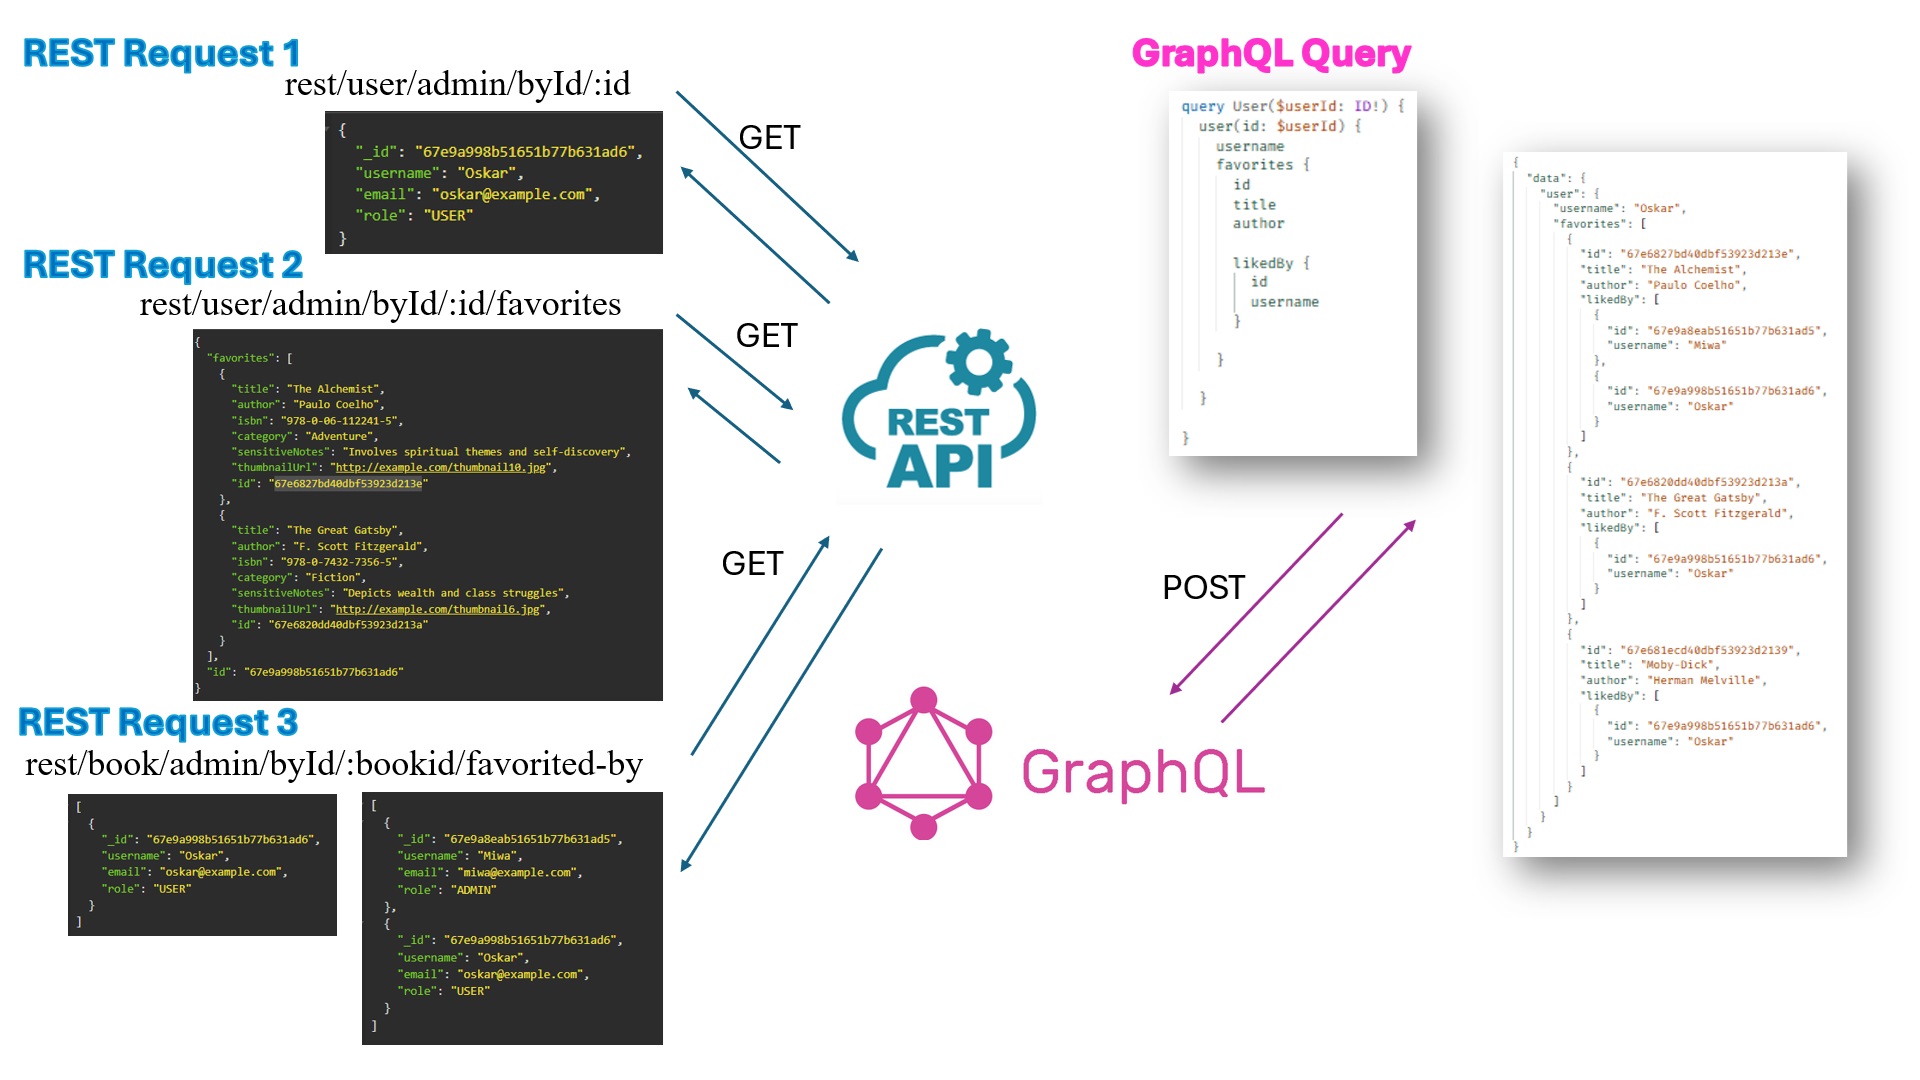 REST Request 1
rest/user/admin/byId/:id
{
"_id": "67e9a998b51651b77b631ad6",
"username": "Oskar",
"email": "oskar@example.com",
"role": "USER"
}
GET
REST Request 2
rest/user/admin/byId/:id/favorites
{
"favorites": [
{
"title": "The Alchemist",
"author": "Paulo Coelho",
"isbn": "978-0-06-112241-5",
"category": "Adventure",
"sensitiveNotes": "Involves spiritual themes and self-discovery",
"thumbnailUrl": "http://example.com/thumbnail10.jpg",
"id": "67e6827bd40dbf53923d213e"
},
{
"title": "The Great Gatsby",
"author": "F. Scott Fitzgerald",
"isbn": "978-0-7432-7356-5",
"category": "Fiction",
"sensitiveNotes": "Depicts wealth and class struggles",
"thumbnailUrl": "http://example.com/thumbnail6.jpg",
"id": "67e6820dd40dbf53923d213a"
}
],
"id": "67e9a998b51651b77b631ad6"
}
GET
REST
API
REST Request 3
rest/book/admin/byId/:bookid/favorited-by
[
{
"_id": "67e9a998b51651b77b631ad6",
"username": "Oskar",
"email": "oskar@example.com",
"role": "USER"
}
]
[
{
"_id": "67e9a8eab51651b77b631ad5",
"username": "Miwa",
"email": "miwa@example.com",
"role": "ADMIN"
},
{
"_id": "67e9a998b51651b77b631ad6",
"username": "Oskar",
"email": "oskar@example.com",
"role": "USER"
}
]
GET
GraphQL Query
query User($userId: ID!) {
user(id: $userId) {
username
favorites {
id
title
author
likedBy {
id
username
}
}
}
}
POST
GraphQL
{
"data": {
"user": {
"username": "Oskar",
"favorites": [
{
"id": "67e6827bd40dbf53923d213e",
"title": "The Alchemist",
"author": "Paulo Coelho",
"likedBy": [
{
"id": "67e9a8eab51651b77b631ad5",
"username": "Miwa"
},
{
"id": "67e9a998b51651b77b631ad6",
"username": "Oskar"
}
]
},
{
"id": "67e6820dd40dbf53923d213a",
"title": "The Great Gatsby",
"author": "F. Scott Fitzgerald",
"likedBy": [
{
"id": "67e9a998b51651b77b631ad6",
"username": "Oskar"
}
]
},
{
"id": "67e681ecd40dbf53923d2139",
"title": "Moby-Dick",
"author": "Herman Melville",
"likedBy": [
{
"id": "67e9a998b51651b77b631ad6",
"username": "Oskar"
}
]
}
]
}
}
}